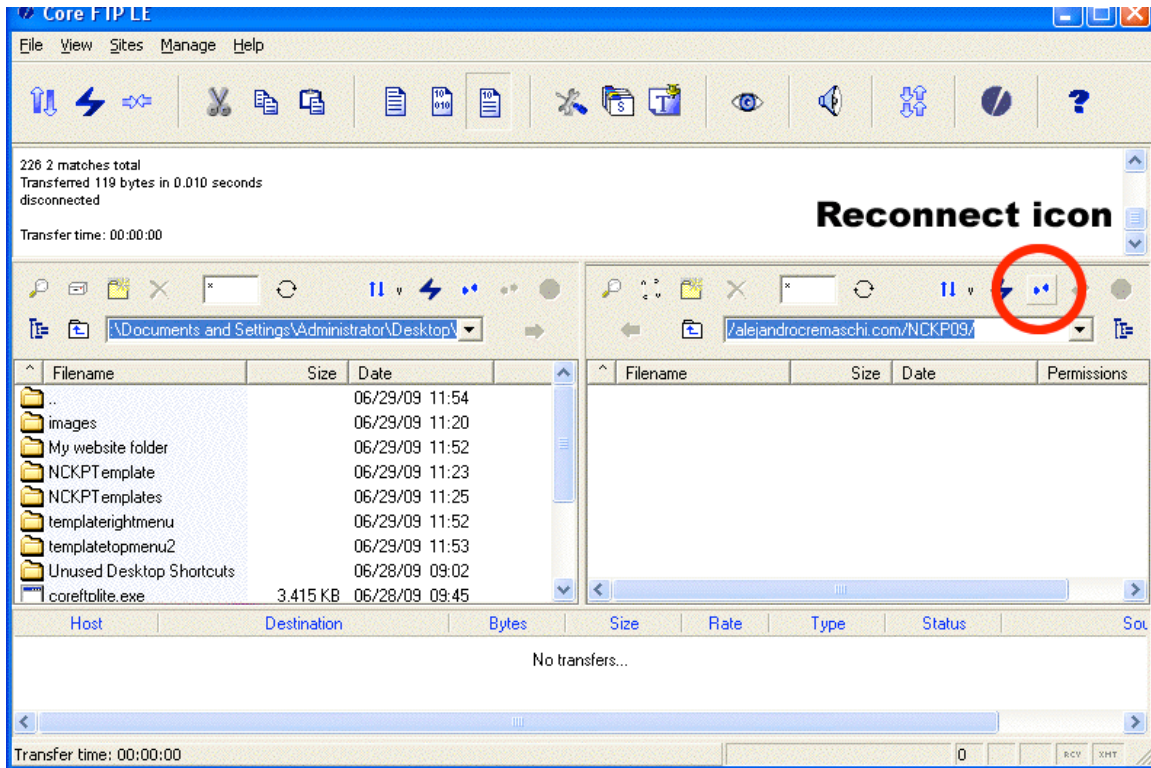 Core FTP LE
File View Sites Manage Help
226 2 matches total
Transferred 119 bytes in 0.010 seconds
disconnected
Transfer time: 00:00:00
Reconnect icon
:\Documents and Settings\Administrator\Desktop\
/alejandrocremaschi.com/NCKP09/
^ Filename Size Date
^ Filename Size Date Permissions
.. 06/29/09 11:54
images 06/29/09 11:20
My website folder 06/29/09 11:52
NCKPTemplate 06/29/09 11:23
NCKPTemplates 06/29/09 11:25
templaterightmenu 06/29/09 11:52
templatetopmenu2 06/29/09 11:53
Unused Desktop Shortcuts 06/28/09 09:02
coreftplite.exe 3.415 KB 06/28/09 09:45
Host Destination Bytes Size Rate Type Status Sou
No transfers...
Transfer time: 00:00:00 0 RCV XMT